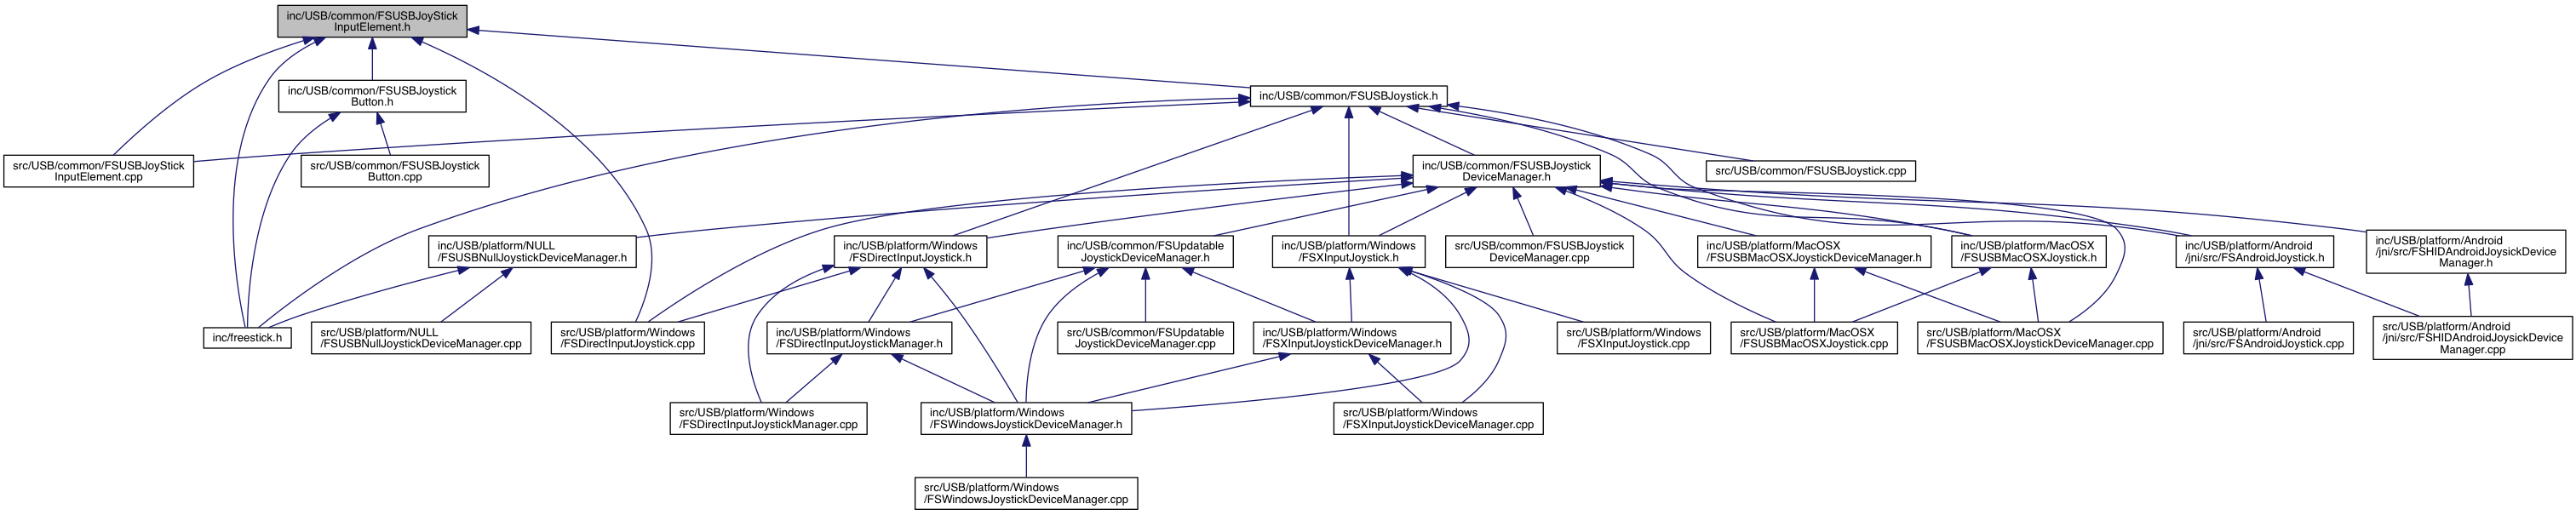 inc/USB/common/FSUSBJoyStick
InputElement.h
inc/USB/common/FSUSBJoystick
Button.h
inc/USB/common/FSUSBJoystick.h
src/USB/common/FSUSBJoyStick
InputElement.cpp
src/USB/common/FSUSBJoystick
Button.cpp
inc/USB/common/FSUSBJoystick
DeviceManager.h
src/USB/common/FSUSBJoystick.cpp
inc/USB/platform/NULL
/FSUSBNullJoystickDeviceManager.h
inc/USB/platform/Windows
/FSDirectInputJoystick.h
inc/USB/common/FSUpdatable
JoystickDeviceManager.h
inc/USB/platform/Windows
/FSXInputJoystick.h
src/USB/common/FSUSBJoystick
DeviceManager.cpp
inc/USB/platform/MacOSX
/FSUSBMacOSXJoystickDeviceManager.h
inc/USB/platform/MacOSX
/FSUSBMacOSXJoystick.h
inc/USB/platform/Android
/jni/src/FSAndroidJoystick.h
inc/USB/platform/Android
/jni/src/FSHIDAndroidJoysickDevice
Manager.h
inc/freestick.h
src/USB/platform/NULL
/FSUSBNullJoystickDeviceManager.cpp
src/USB/platform/Windows
/FSDirectInputJoystick.cpp
inc/USB/platform/Windows
/FSDirectInputJoystickManager.h
src/USB/common/FSUpdatable
JoystickDeviceManager.cpp
inc/USB/platform/Windows
/FSXInputJoystickDeviceManager.h
src/USB/platform/Windows
/FSXInputJoystick.cpp
src/USB/platform/MacOSX
/FSUSBMacOSXJoystick.cpp
src/USB/platform/MacOSX
/FSUSBMacOSXJoystickDeviceManager.cpp
src/USB/platform/Android
/jni/src/FSAndroidJoystick.cpp
src/USB/platform/Android
/jni/src/FSHIDAndroidJoysickDevice
Manager.cpp
src/USB/platform/Windows
/FSDirectInputJoystickManager.cpp
inc/USB/platform/Windows
/FSWindowsJoystickDeviceManager.h
src/USB/platform/Windows
/FSXInputJoystickDeviceManager.cpp
src/USB/platform/Windows
/FSWindowsJoystickDeviceManager.cpp